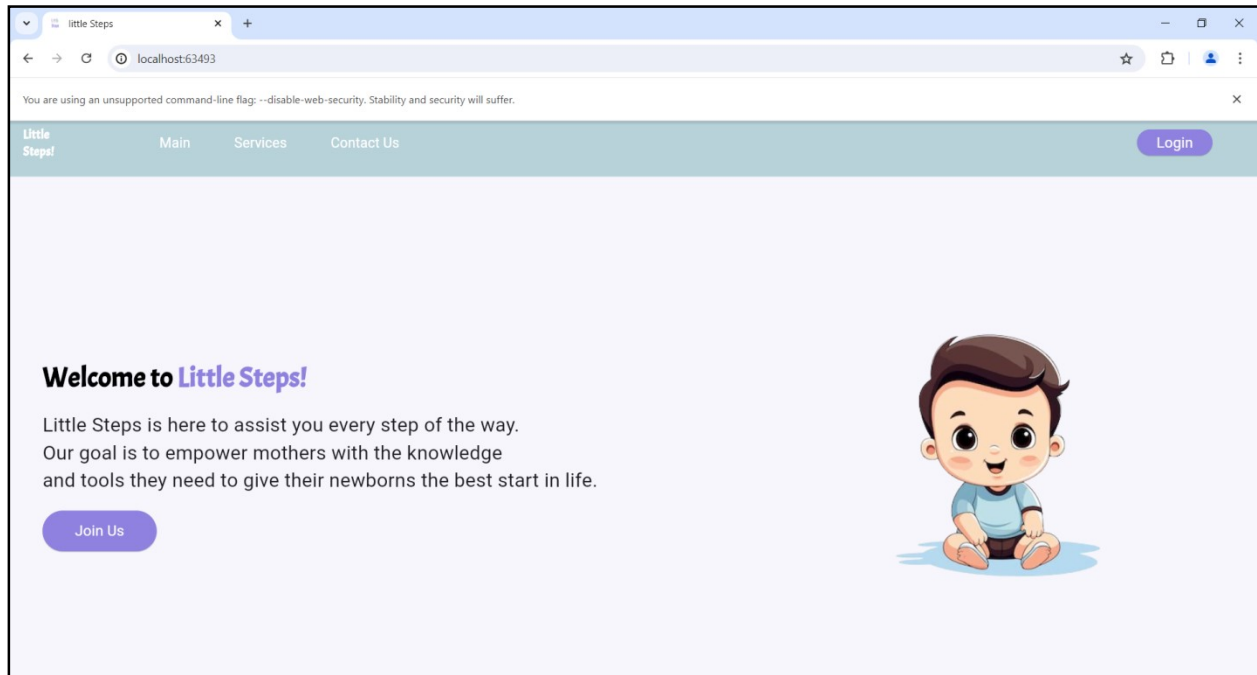 little Steps
localhost:63493
You are using an unsupported command-line flag: --disable-web-security. Stability and security will suffer.
Little
Steps!
Main
Services
Contact Us
Login
Welcome to Little Steps!
Little Steps is here to assist you every step of the way.
Our goal is to empower mothers with the knowledge
and tools they need to give their newborns the best start in life.
Join Us